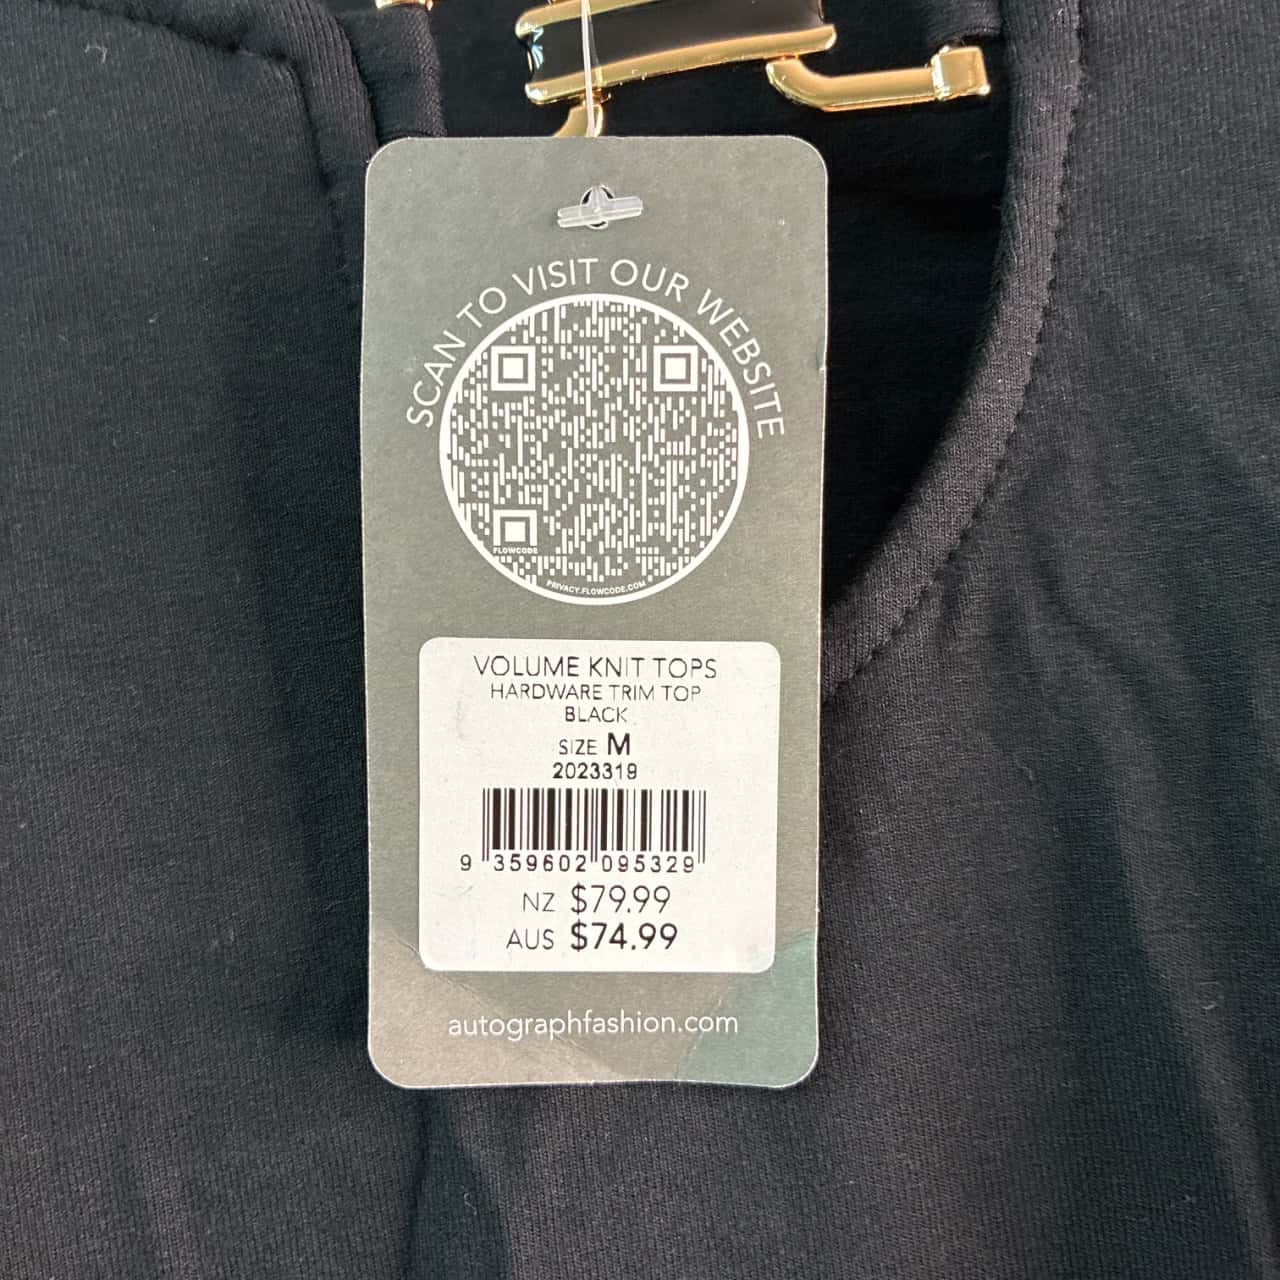 SCAN TO VISIT OUR WEBSITE
FLOWCODE
PRIVACY.FLOWCODE.COM
VOLUME KNIT TOPS
HARDWARE TRIM TOP
BLACK
SIZE M
2023319
9 359602 095329
NZ $79.99
AUS $74.99
autographfashion.com